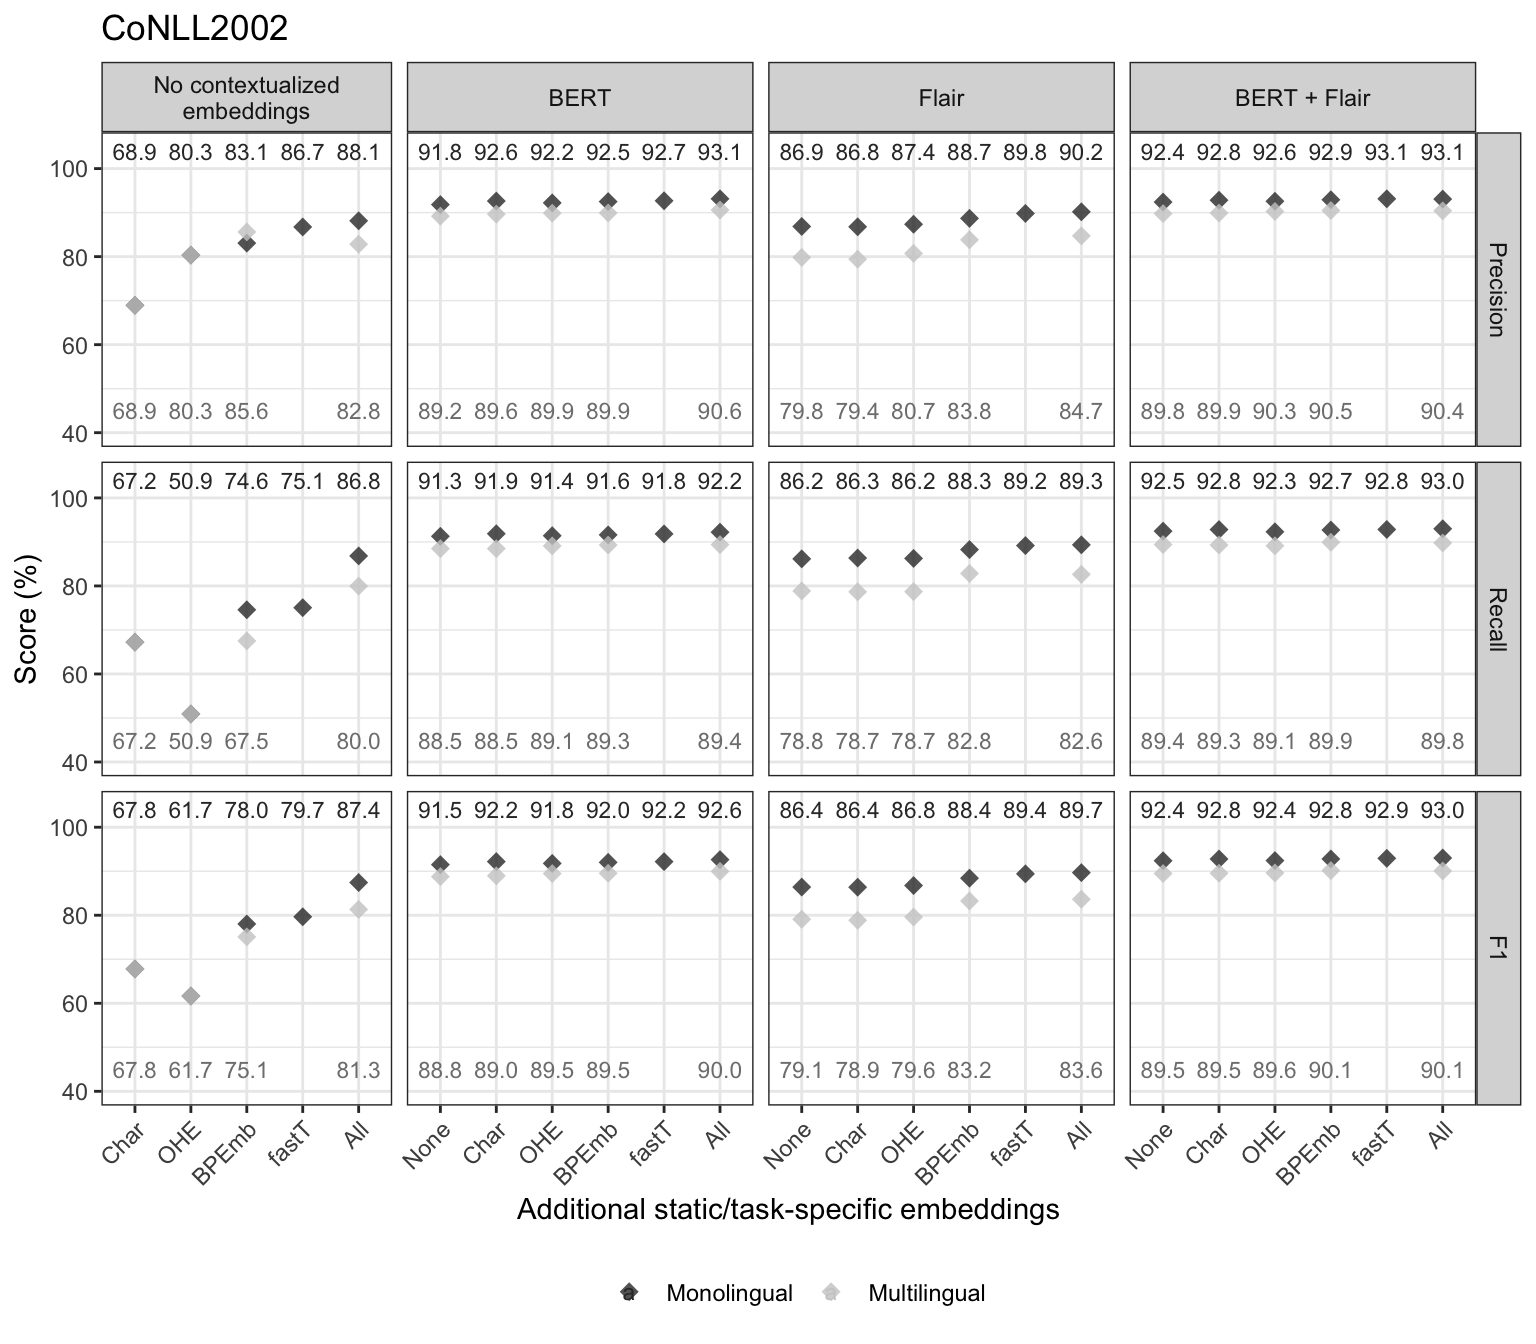 CoNLL2002
No contextualized
embeddings
BERT
Flair
BERT + Flair
68.9 80.3 83.1 86.7 88.1
91.8 92.6 92.2 92.5 92.7 93.1
86.9 86.8 87.4 88.7 89.8 90.2
92.4 92.8 92.6 92.9 93.1 93.1
100
80
60
40
68.9 80.3 85.6 82.8
89.2 89.6 89.9 89.9 90.6
79.8 79.4 80.7 83.8 84.7
89.8 89.9 90.3 90.5 90.4
Precision
67.2 50.9 74.6 75.1 86.8
91.3 91.9 91.4 91.6 91.8 92.2
86.2 86.3 86.2 88.3 89.2 89.3
92.5 92.8 92.3 92.7 92.8 93.0
100
80
60
40
67.2 50.9 67.5 80.0
88.5 88.5 89.1 89.3 89.4
78.8 78.7 78.7 82.8 82.6
89.4 89.3 89.1 89.9 89.8
Recall
Score (%)
67.8 61.7 78.0 79.7 87.4
91.5 92.2 91.8 92.0 92.2 92.6
86.4 86.4 86.8 88.4 89.4 89.7
92.4 92.8 92.4 92.8 92.9 93.0
100
80
60
40
67.8 61.7 75.1 81.3
88.8 89.0 89.5 89.5 90.0
79.1 78.9 79.6 83.2 83.6
89.5 89.5 89.6 90.1 90.1
F1
Char OHE BPEmb fastT All
None Char OHE BPEmb fastT All
None Char OHE BPEmb fastT All
None Char OHE BPEmb fastT All
Additional static/task-specific embeddings
a Monolingual a Multilingual